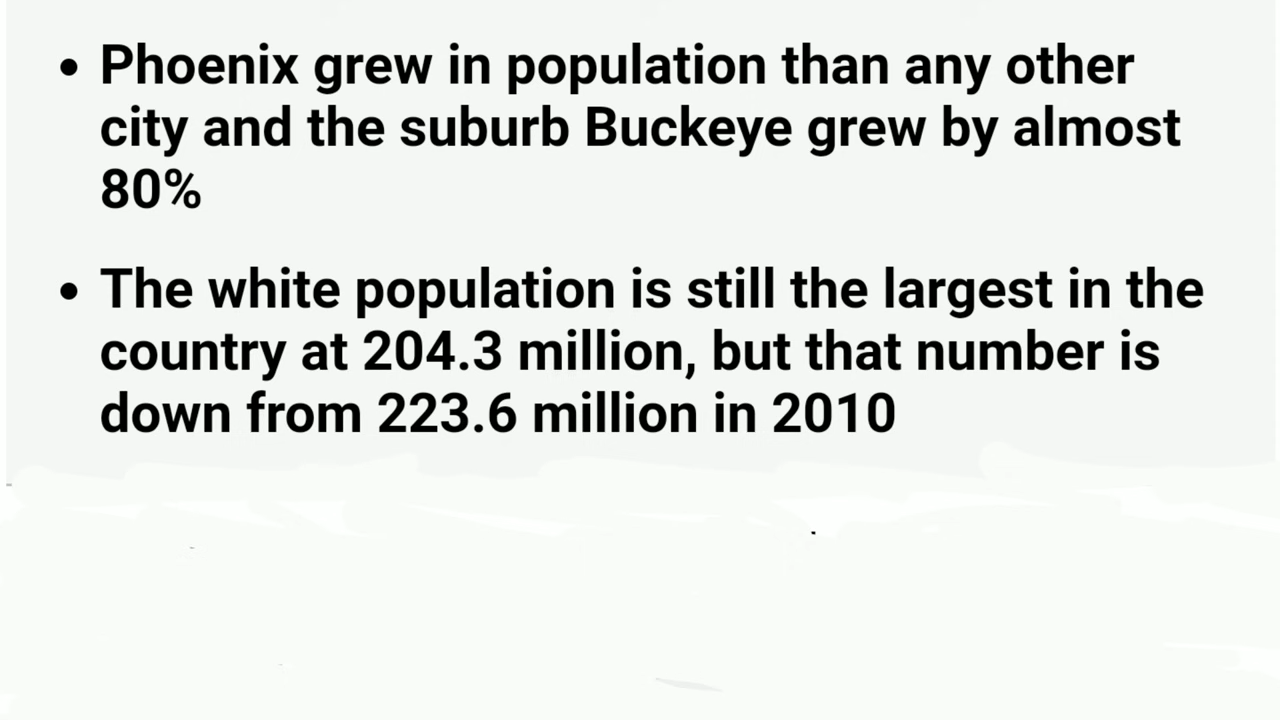 • Phoenix grew in population than any other
city and the suburb Buckeye grew by almost
80%
• The white population is still the largest in the
country at 204.3 million, but that number is
down from 223.6 million in 2010